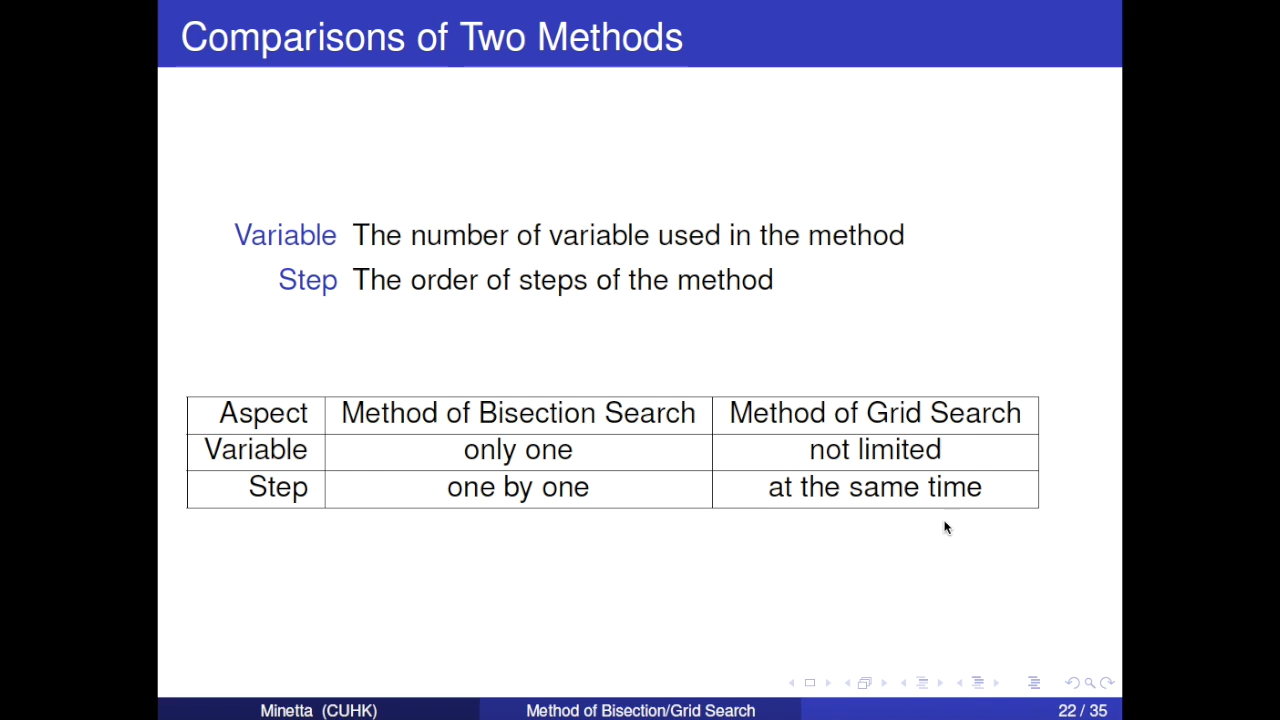 Comparisons of Two Methods
Variable The number of variable used in the method
Step The order of steps of the method
Aspect Method of Bisection Search Method of Grid Search
Variable only one not limited
Step one by one at the same time
Minetta (CUHK) Method of Bisection/Grid Search 22 / 35